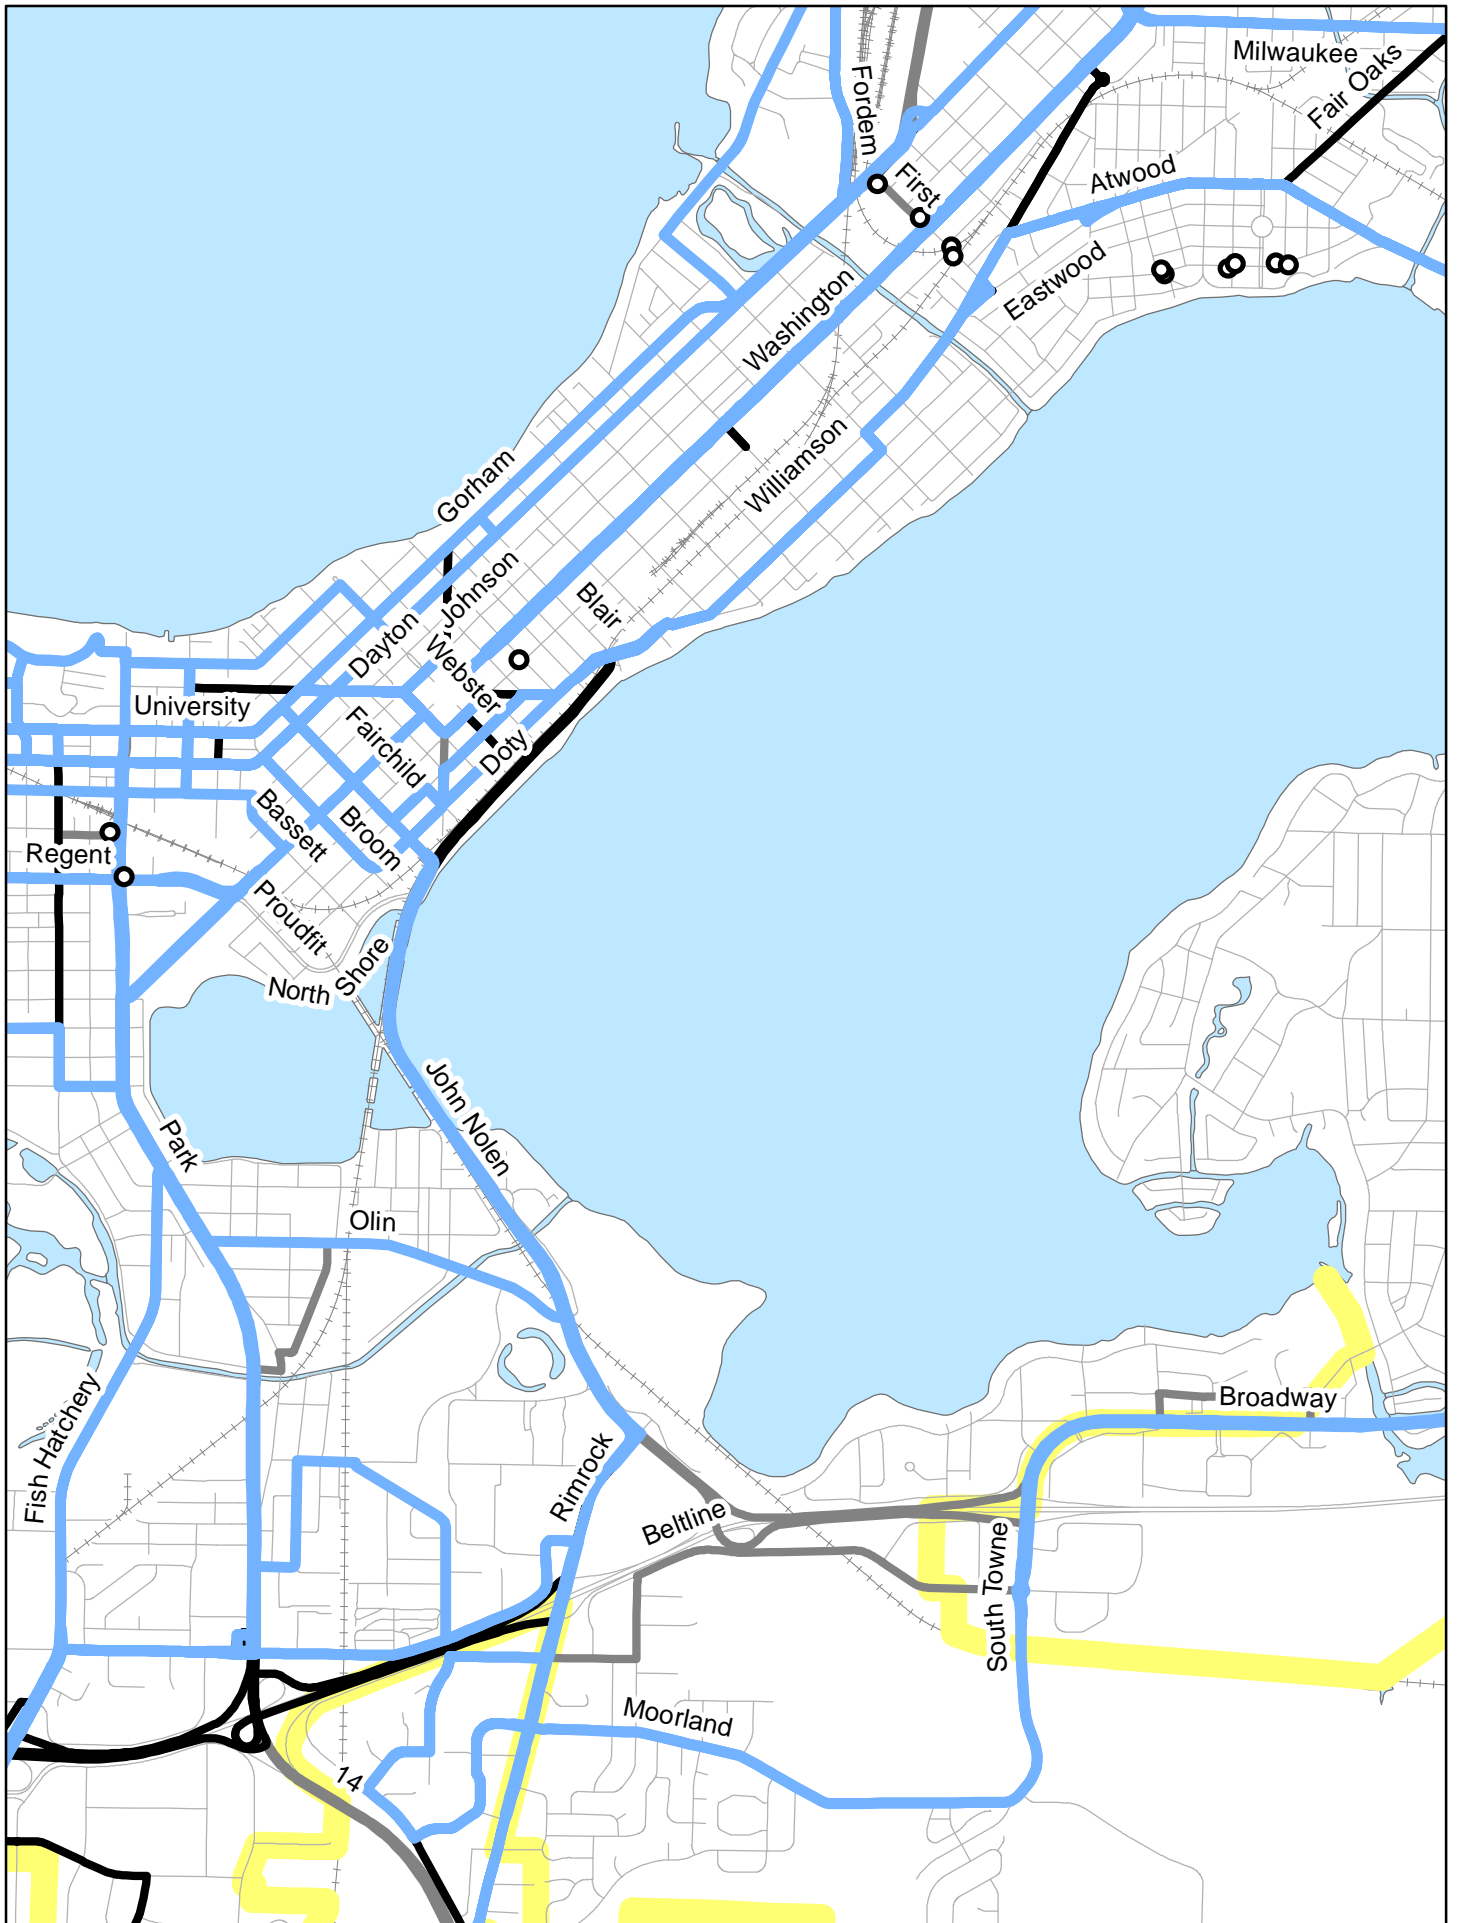 Milwaukee
Fair Oaks
Fordem
First
Atwood
Eastwood
Washington
Williamson
Gorham
Johnson
Blair
Dayton
Webster
University
Fairchild
Doty
Bassett
Broom
Regent
Proudfit
North
Shore
John Nolen
Park
Olin
Fish Hatchery
Rimrock
Broadway
Beltline
South Towne
Moorland
14